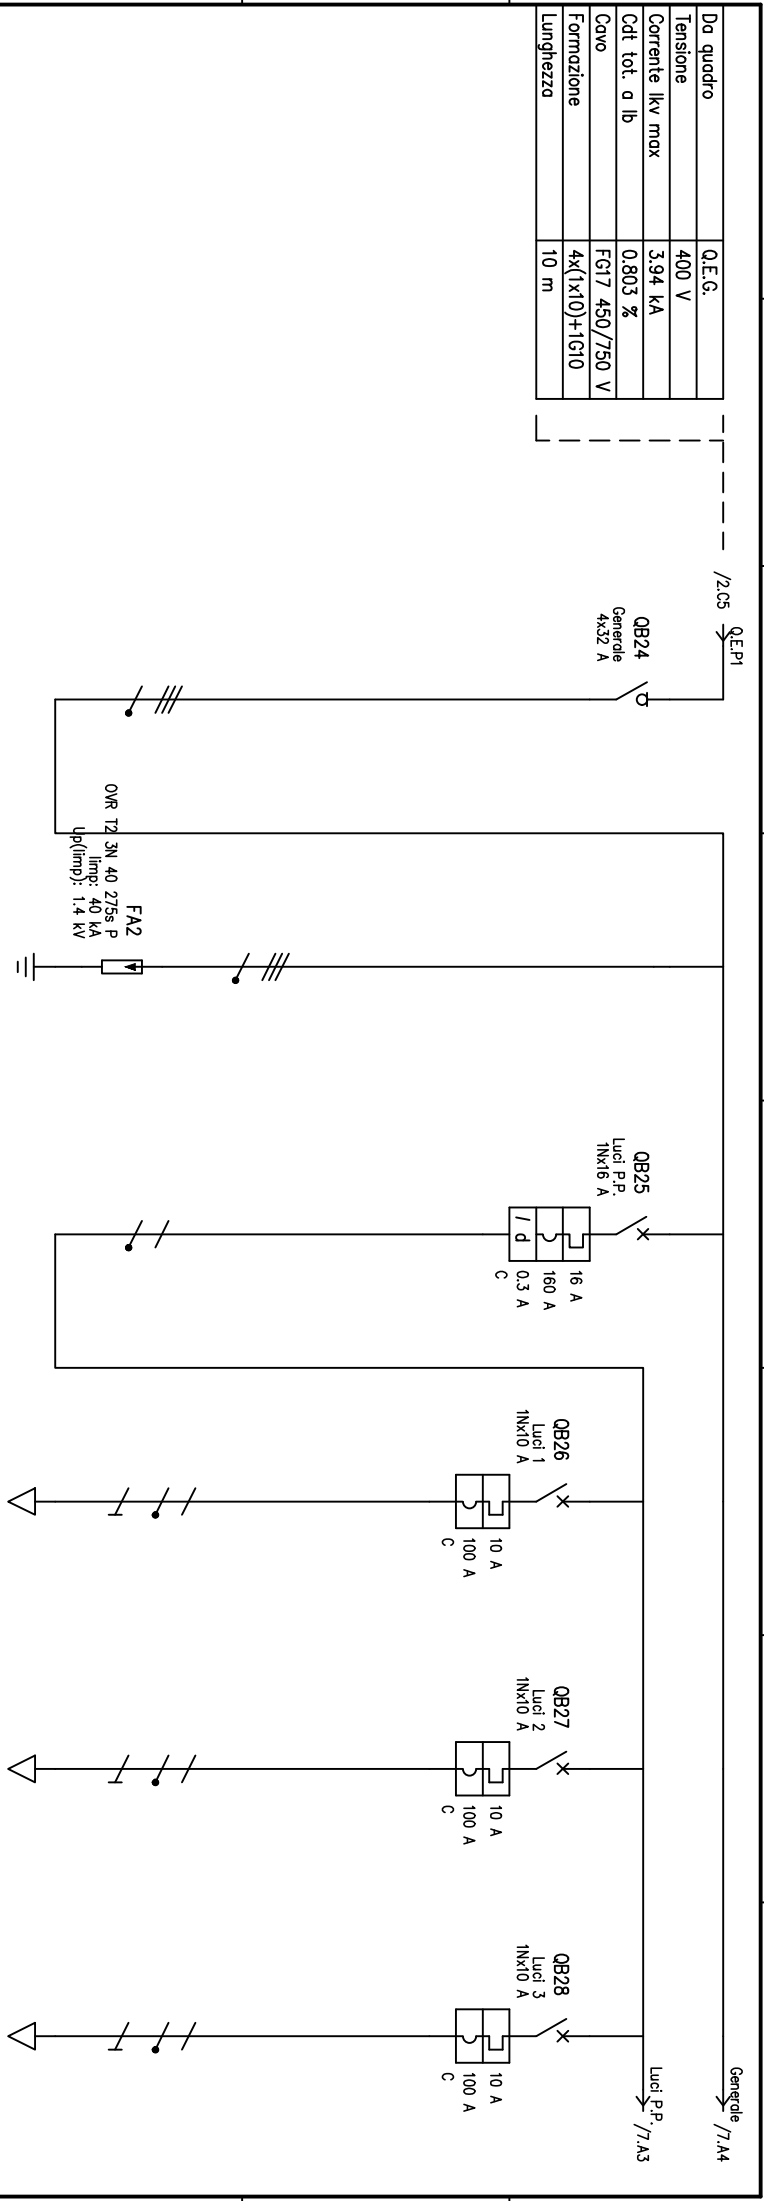 Da quadro Q.E.G.
Tensione 400 V
Corrente Ikv max 3.94 kA
Cdt tot. a Ib 0.803 %
Cavo FG17 450/750 V
Formazione 4x(1x10)+1G10
Lunghezza 10 m
/2.C5
Q.E.P1
QB24
Generale
4x32 A
FA2
OVR T2 3N 40 275s P
Iimp: 40 kA
Up(Iimp): 1.4 kV
QB25
Luci P.P.
1Nx16 A
16 A
160 A
I d
0.3 A
C
QB26
Luci 1
1Nx10 A
10 A
100 A
C
QB27
Luci 2
1Nx10 A
10 A
100 A
C
QB28
Luci 3
1Nx10 A
10 A
100 A
C
Generale
/7.A4
Luci P.P.
/7.A3